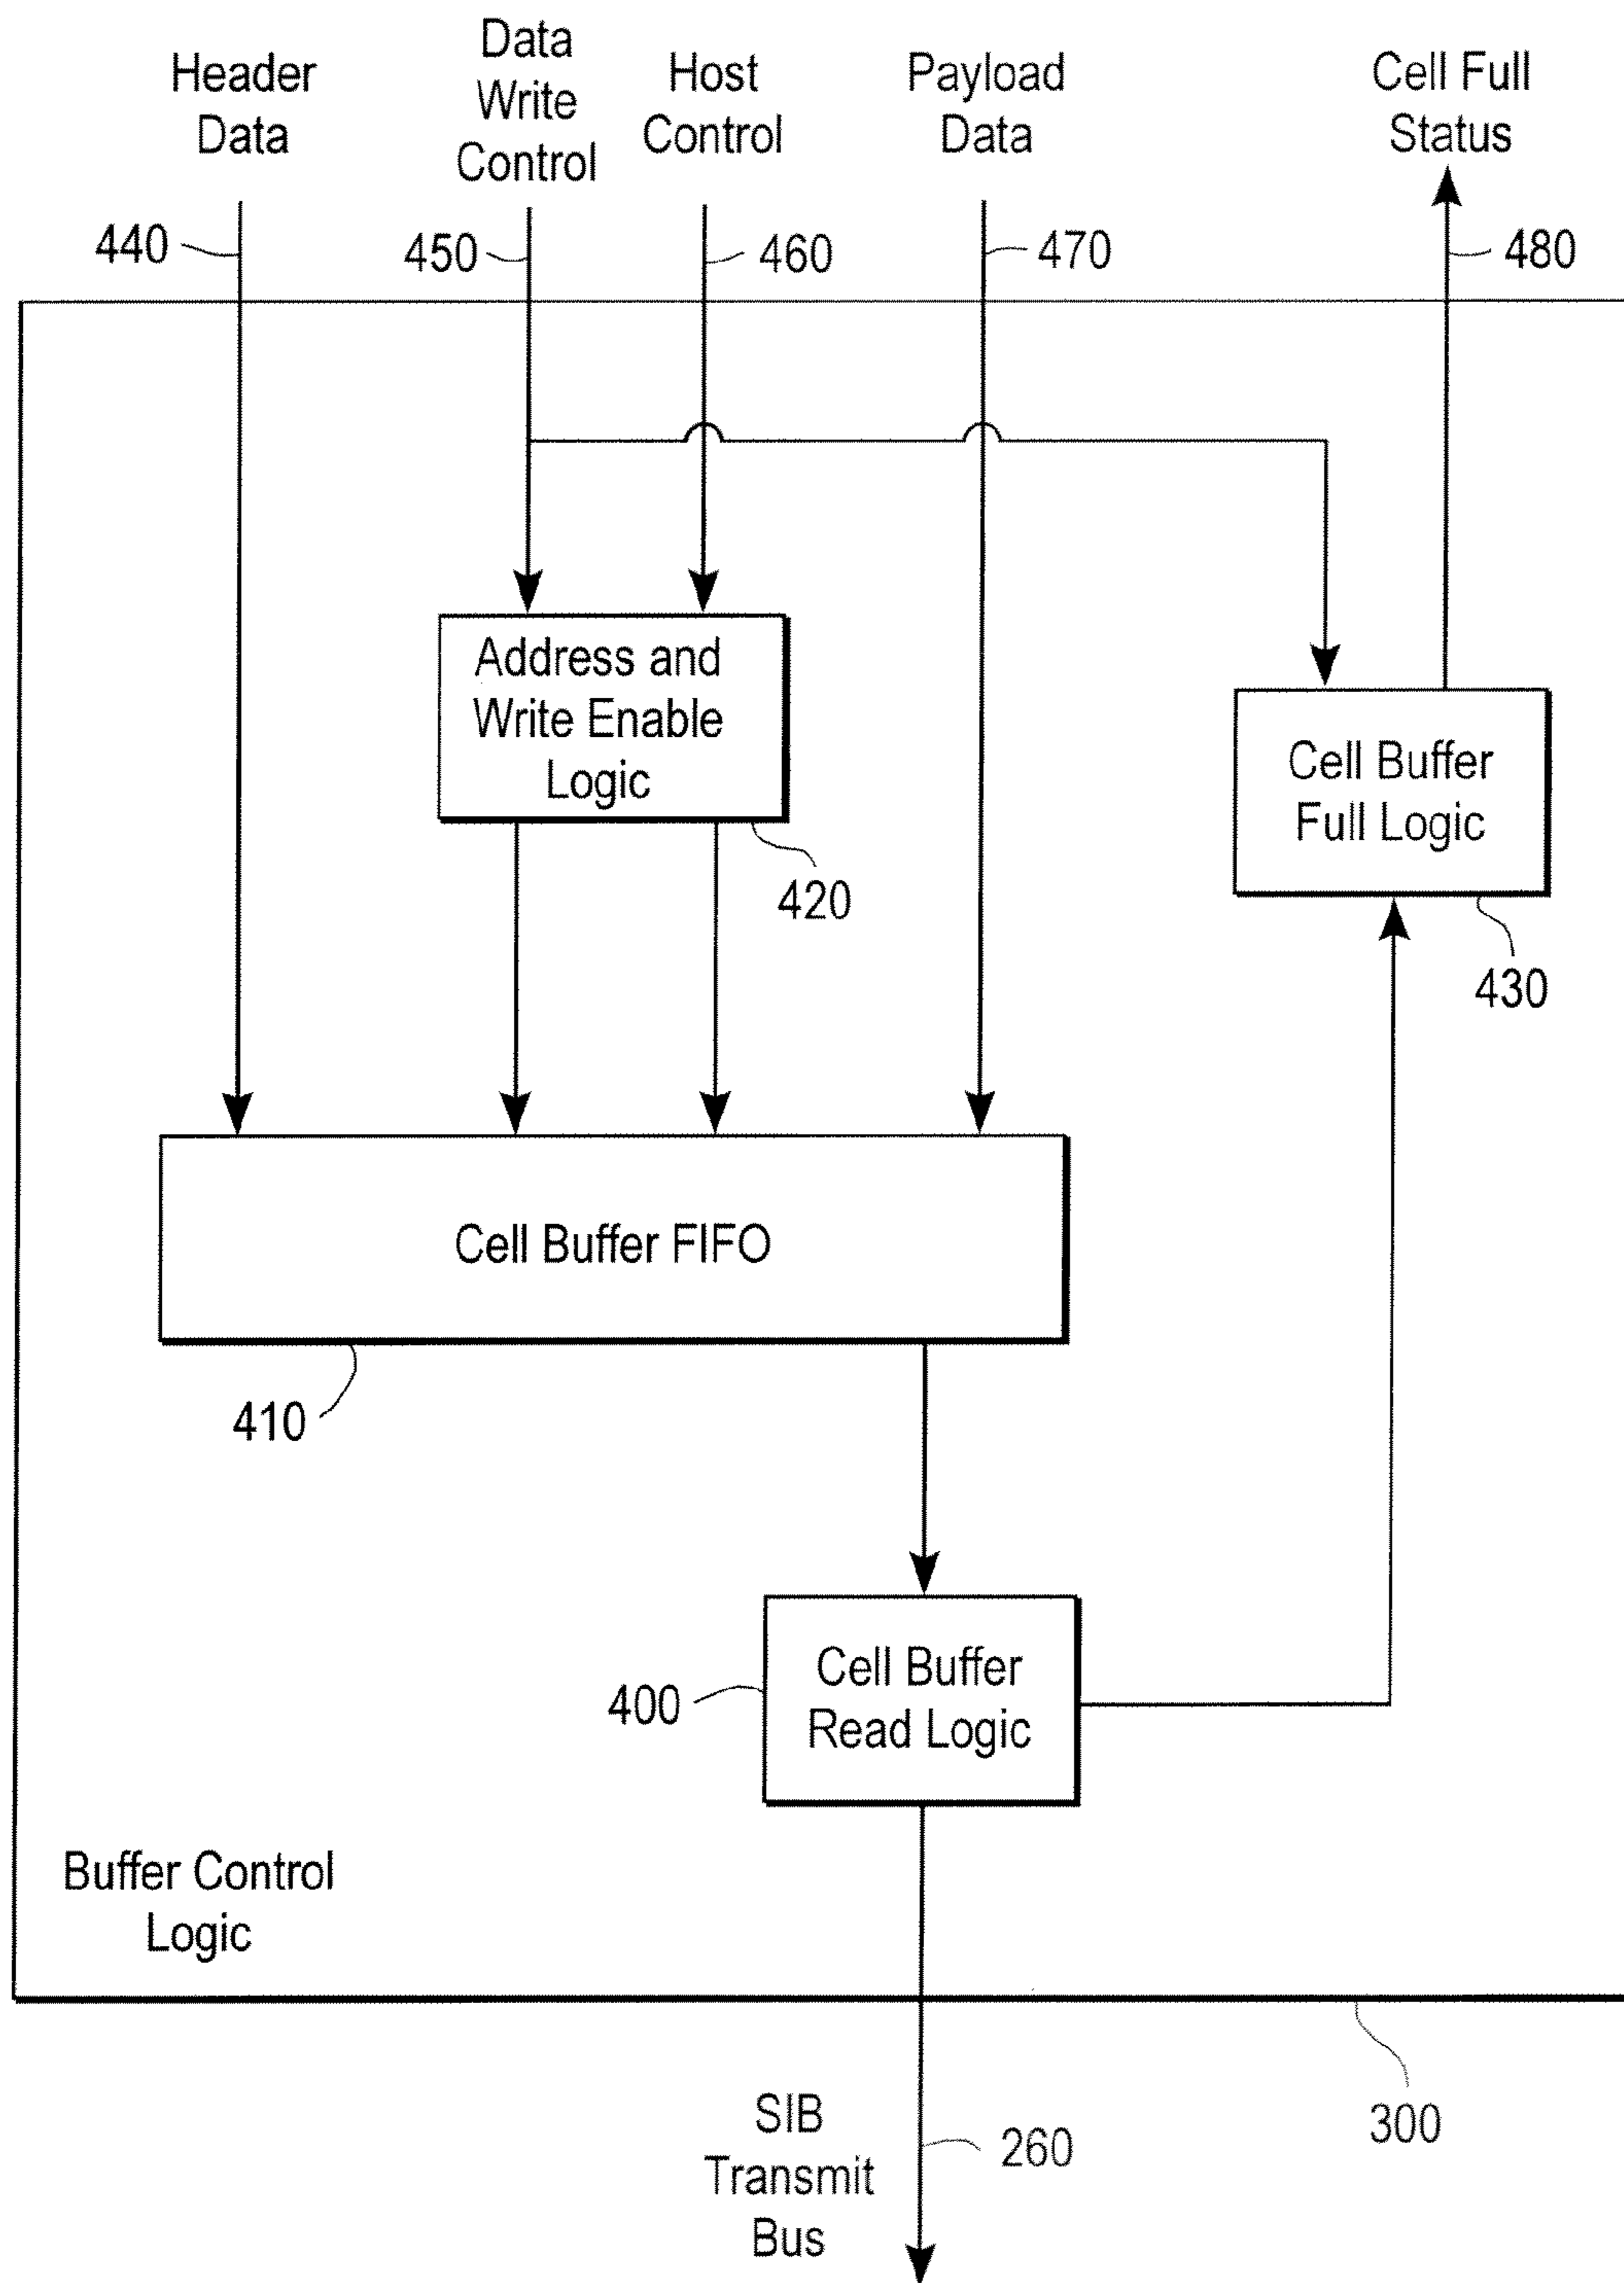 Header
Data
Data
Write
Control
Host
Control
Payload
Data
Cell Full
Status
440
450
460
470
480
Address and
Write Enable
Logic
420
Cell Buffer
Full Logic
430
Cell Buffer FIFO
410
Cell Buffer
Read Logic
400
Buffer Control
Logic
300
SIB
Transmit
Bus
260